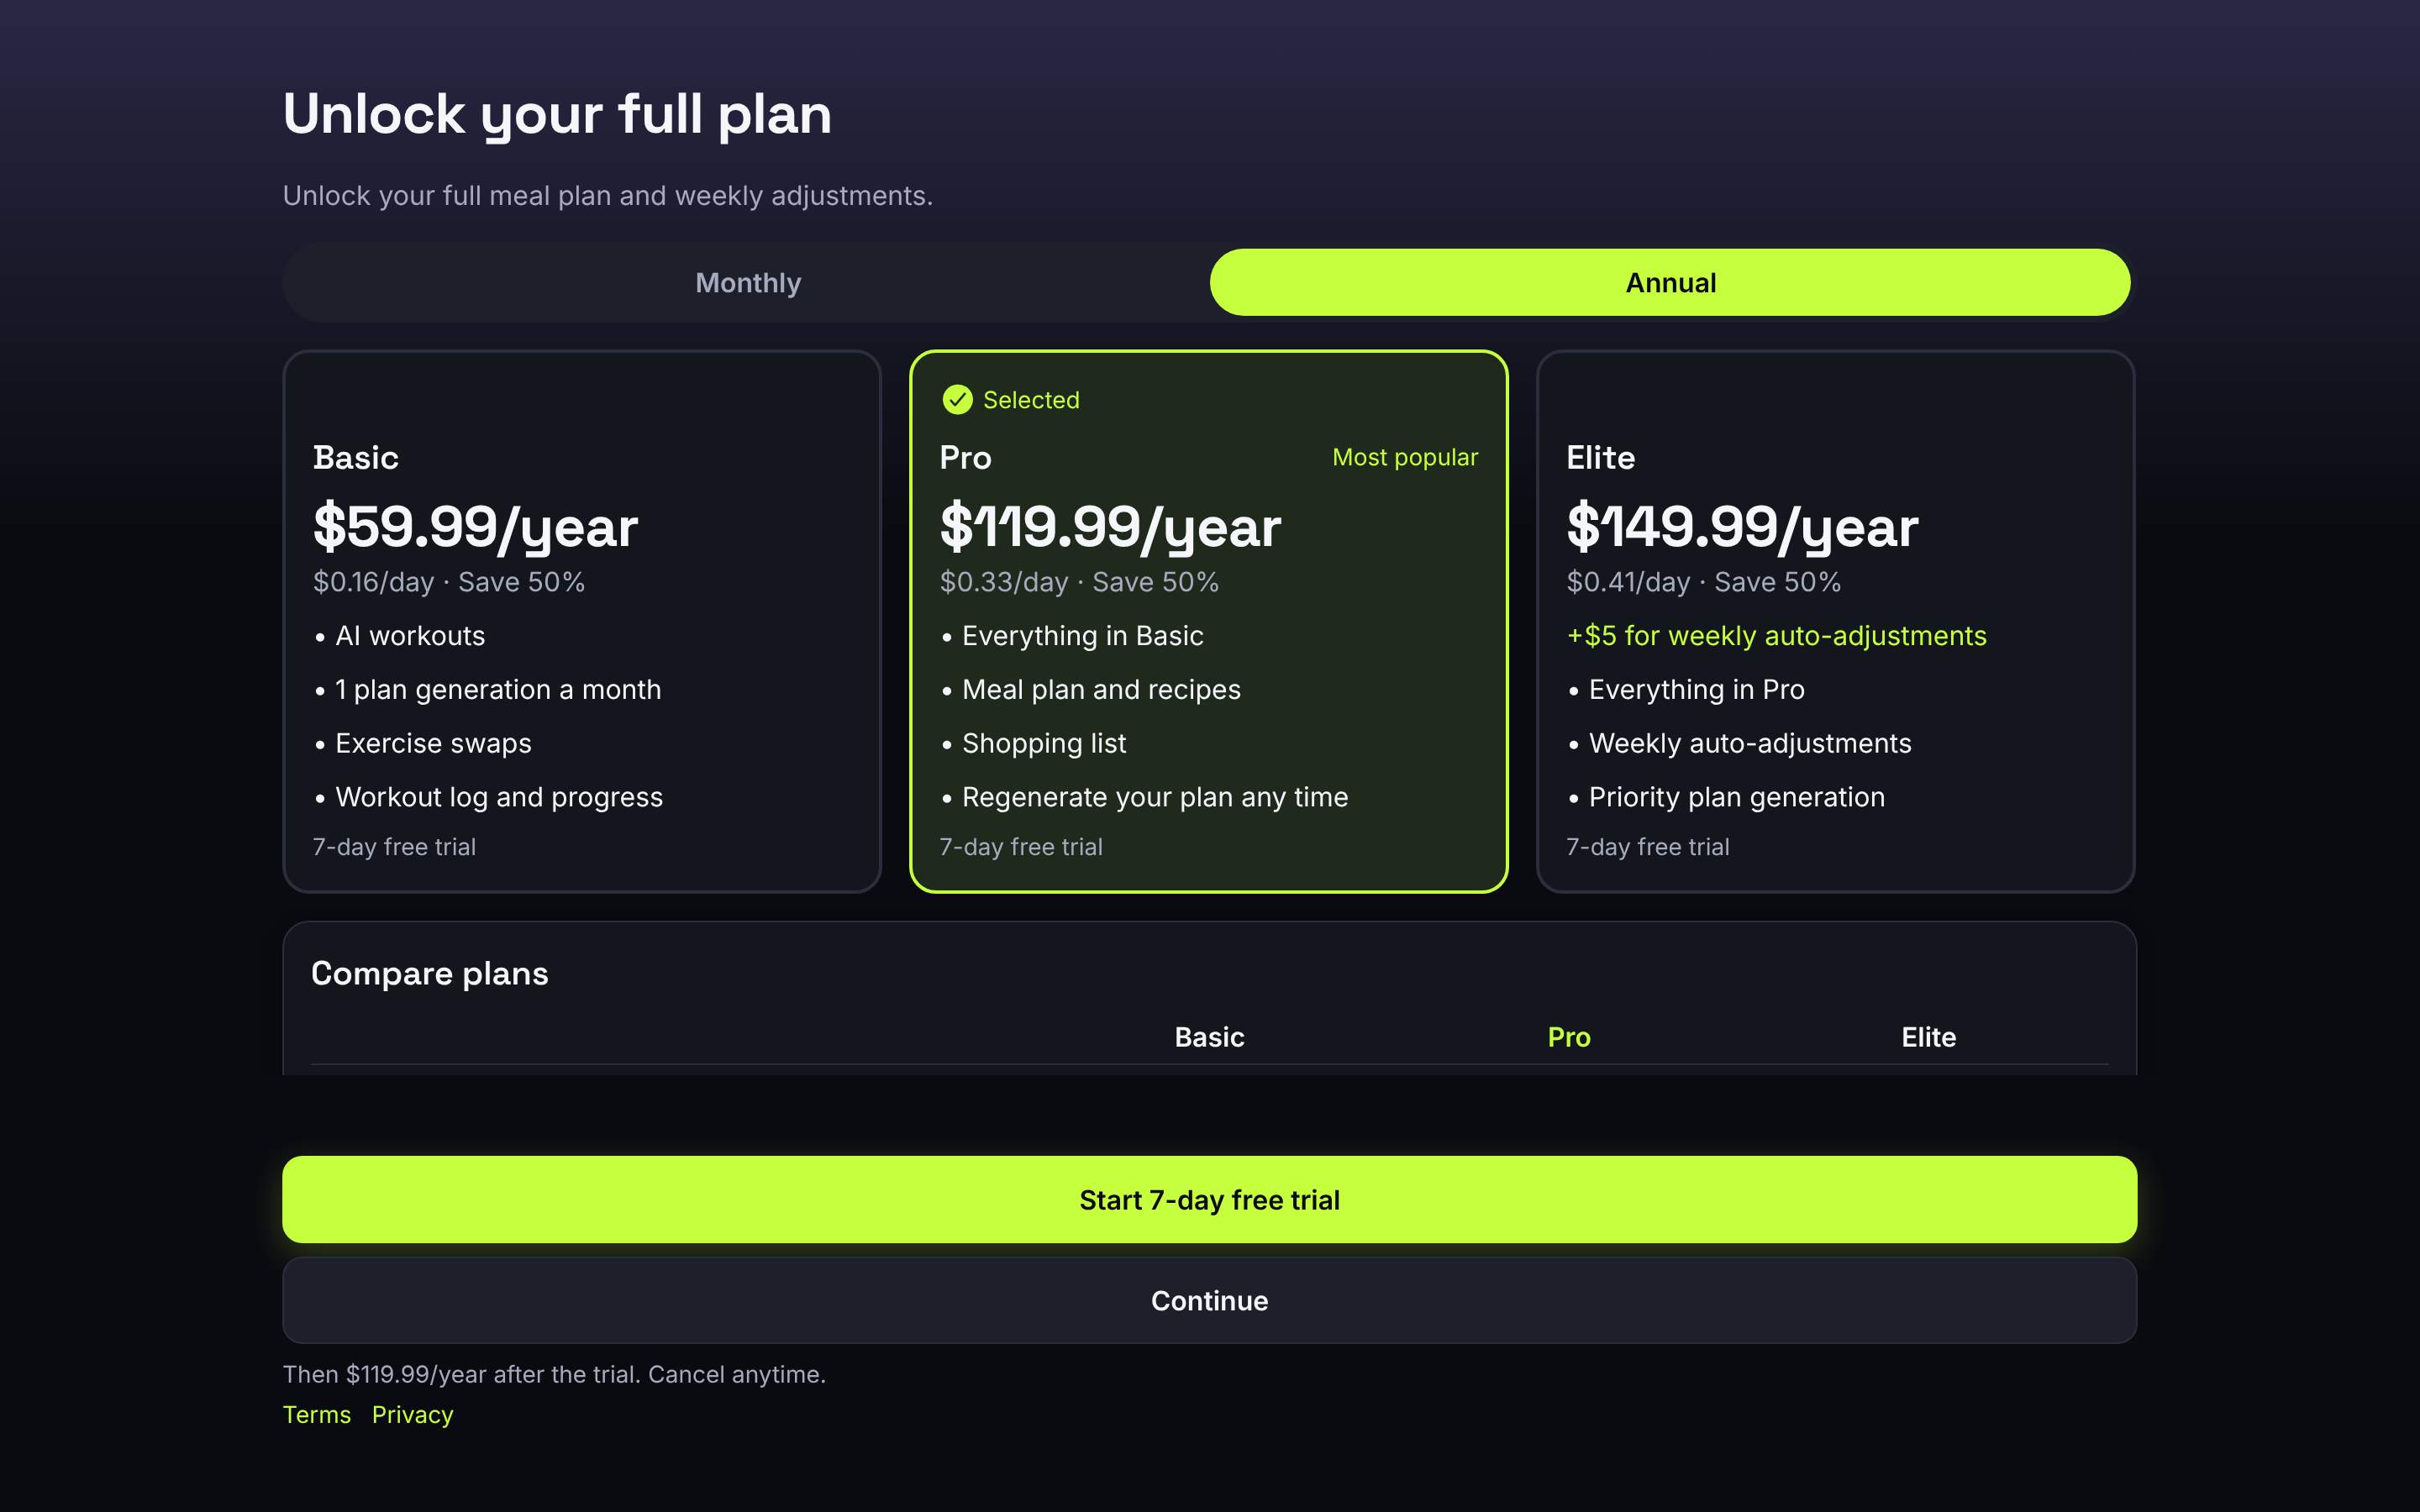 Unlock your full plan
Unlock your full meal plan and weekly adjustments.
Monthly
Annual
Basic
$59.99/year
$0.16/day · Save 50%
• AI workouts
• 1 plan generation a month
• Exercise swaps
• Workout log and progress
7-day free trial
Selected
Pro
Most popular
$119.99/year
$0.33/day · Save 50%
• Everything in Basic
• Meal plan and recipes
• Shopping list
• Regenerate your plan any time
7-day free trial
Elite
$149.99/year
$0.41/day · Save 50%
+$5 for weekly auto-adjustments
• Everything in Pro
• Weekly auto-adjustments
• Priority plan generation
7-day free trial
Compare plans
Basic Pro Elite
Start 7-day free trial
Continue
Then $119.99/year after the trial. Cancel anytime.
Terms Privacy